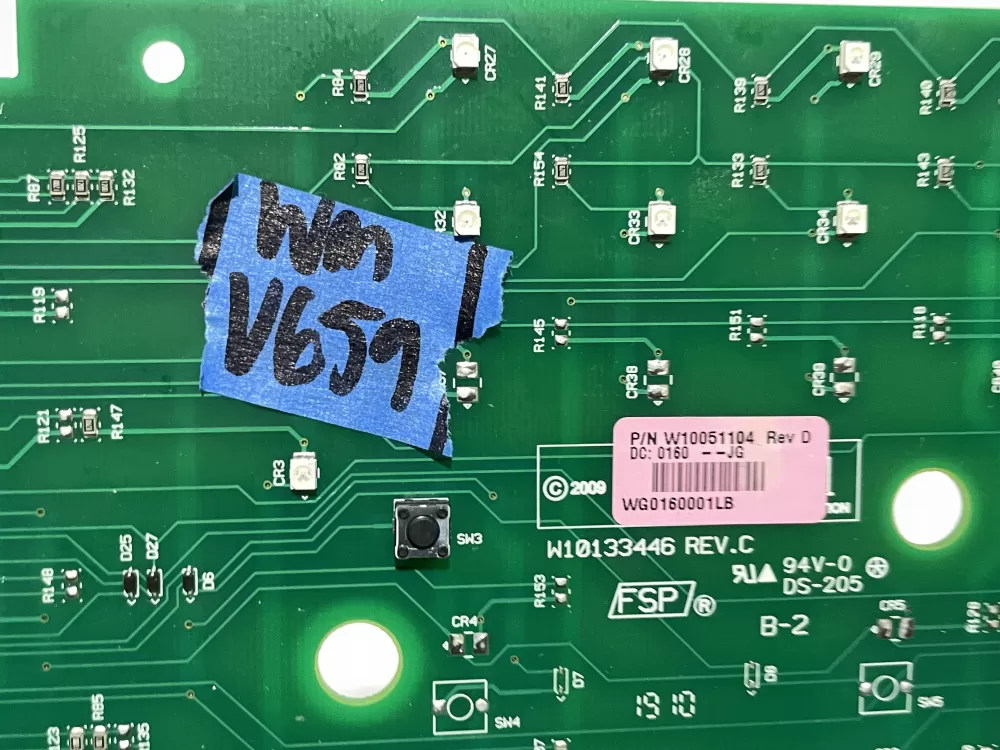 R84
CR27
R141
CR28
R139
CR29
R140
R125
R87
R132
R82
R154
R133
R143
CR33
CR34
Wm
V659
R119
R145
R151
R118
CR38
CR39
R121
R147
CR3
P/N W10051104 Rev D
DC: 0160 --JG
WG0160001LB
© 2009
W10133446 REV.C
SW3
D25
D27
D6
R148
R153
94V-0
DS-205
FSP®
B-2
CR4
CR5
D7
D8
SW4
1910
SW5
R85